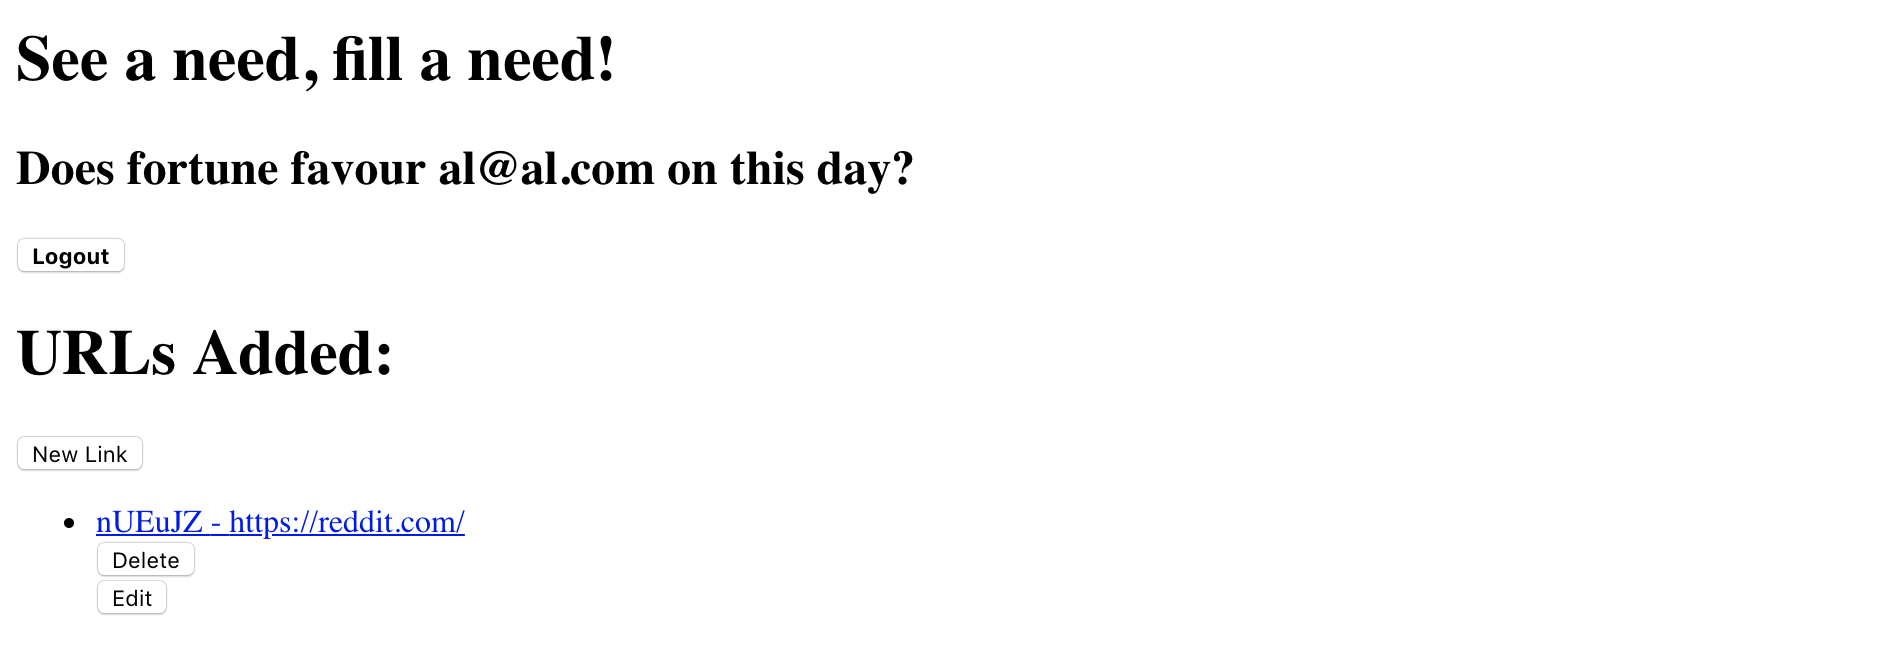 See a need, fill a need!
Does fortune favour al@al.com on this day?
Logout
URLs Added:
New Link
nUEuJZ - https://reddit.com/
Delete
Edit